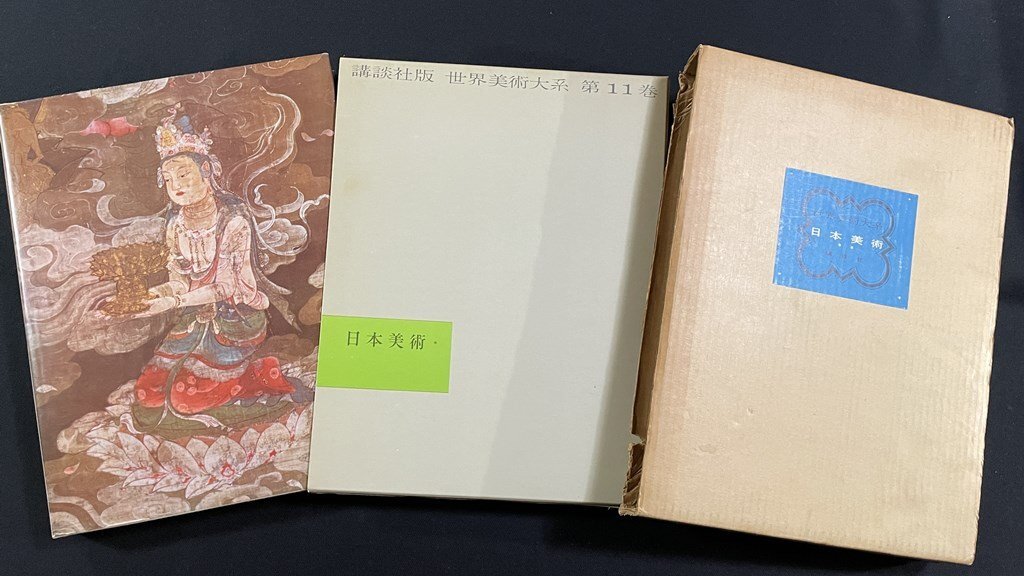 講談社版 世界美術大系 第11巻
日本美術・
日本美術